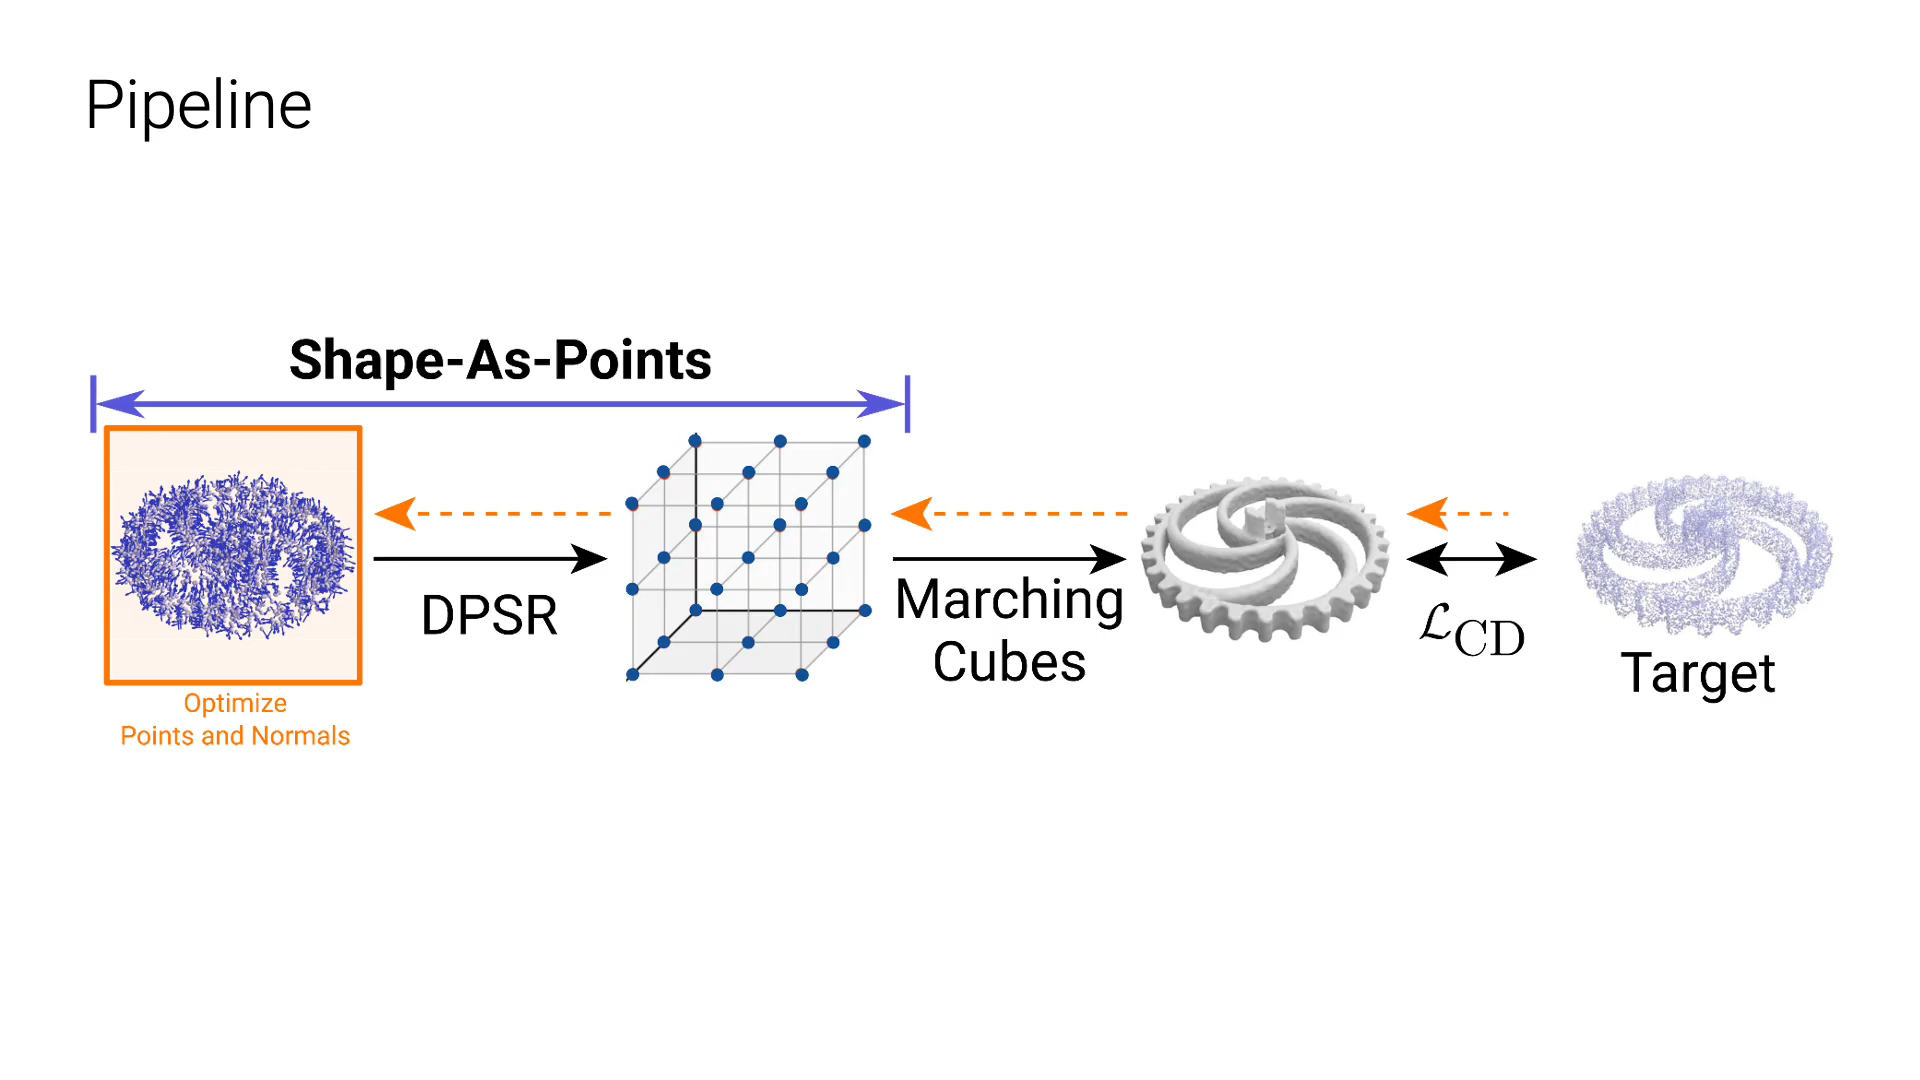 Pipeline
Shape-As-Points
DPSR
Marching
Cubes
ℒCD
Target
Optimize
Points and Normals